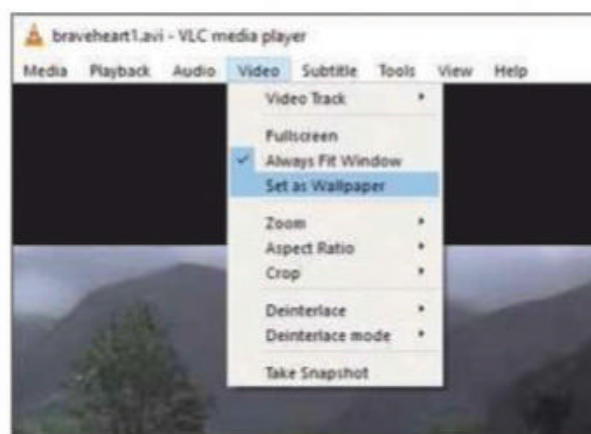 braveheart1.avi - VLC media player
Media Playback Audio Video Subtitle Tools View Help
Video Track
Fullscreen
Always Fit Window
Set as Wallpaper
Zoom
Aspect Ratio
Crop
Deinterlace
Deinterlace mode
Take Snapshot